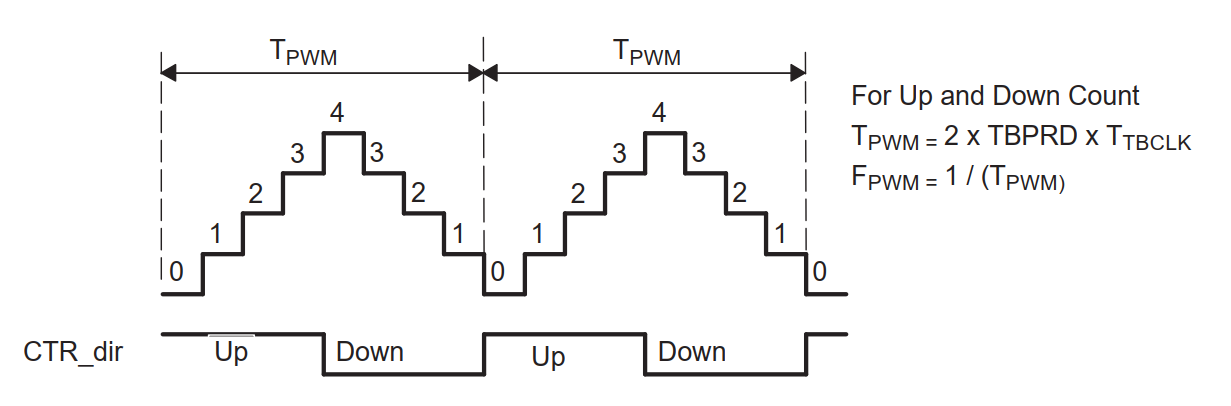 TPWM TPWM
For Up and Down Count
TPWM = 2 x TBPRD x TTBCLK
FPWM = 1 / (TPWM)
4 4
3 3 3 3
2 2 2 2
1 1 1 1
0 0 0
CTR_dir Up Down Up Down